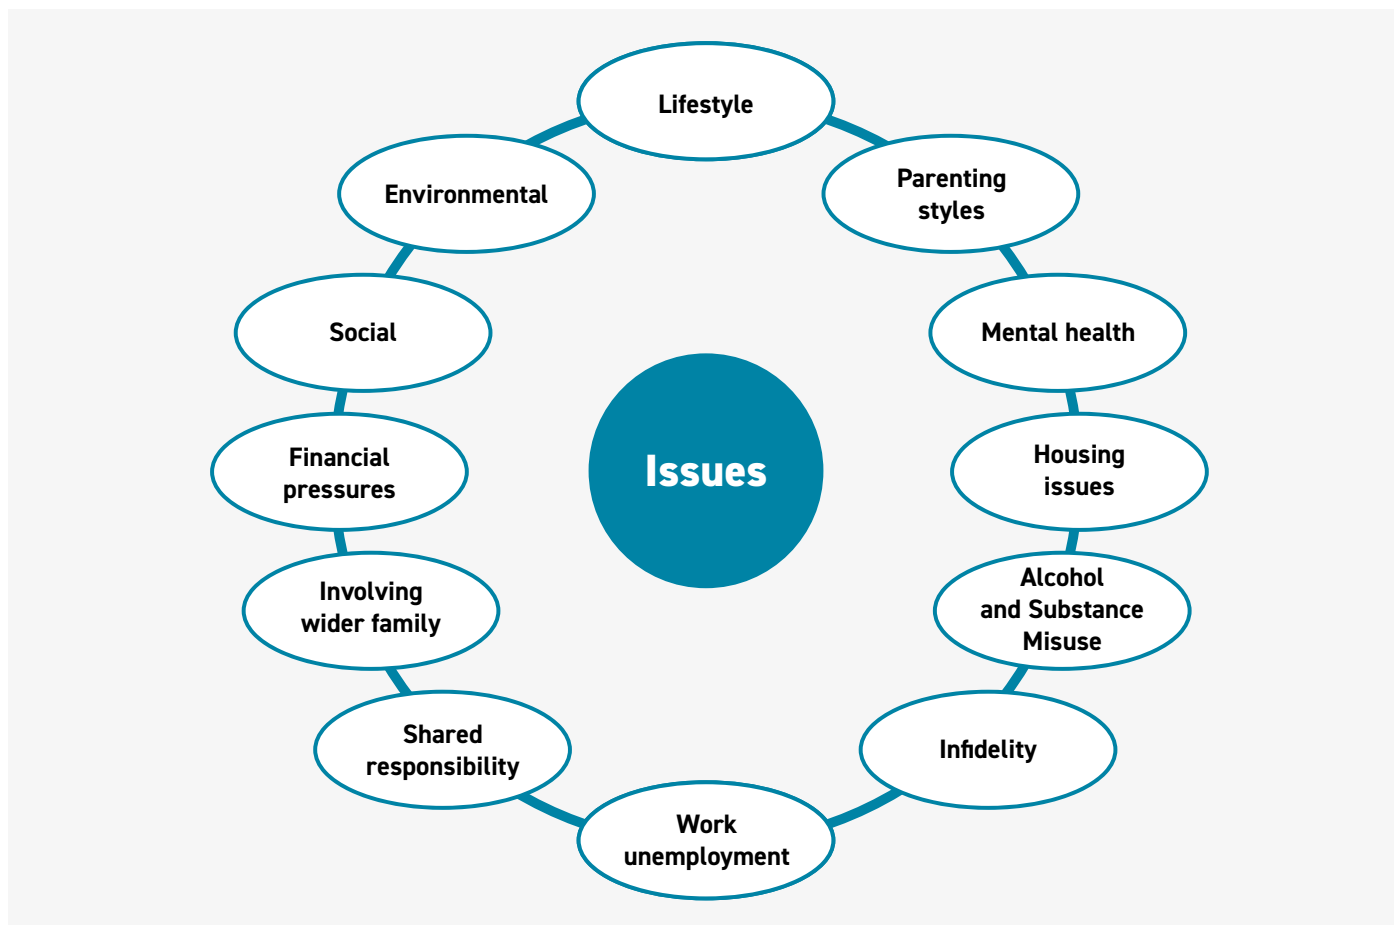 Lifestyle
Parenting
styles
Mental health
Housing
issues
Alcohol
and Substance
Misuse
Infidelity
Work
unemployment
Shared
responsibility
Involving
wider family
Financial
pressures
Social
Environmental
Issues